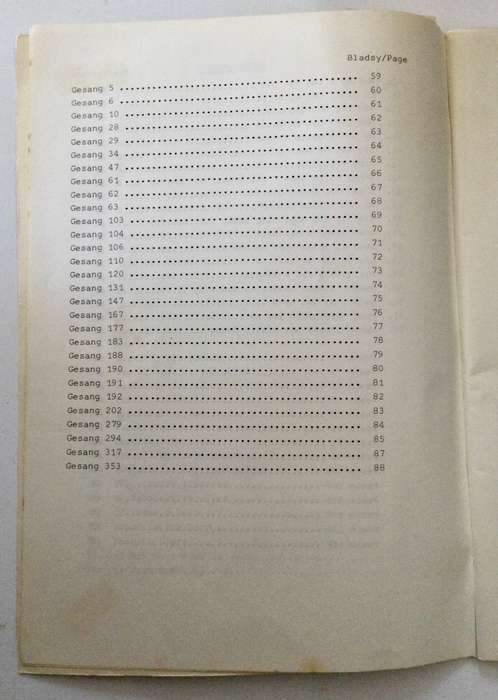 Bladsy/Page
Gesang 5 ........................................ 59
Gesang 6 ........................................ 60
Gesang 10 ....................................... 61
Gesang 28 ....................................... 62
Gesang 29 ....................................... 63
Gesang 34 ....................................... 64
Gesang 47 ....................................... 65
Gesang 61 ....................................... 66
Gesang 62 ....................................... 67
Gesang 63 ....................................... 68
Gesang 103 ...................................... 69
Gesang 104 ...................................... 70
Gesang 106 ...................................... 71
Gesang 110 ...................................... 72
Gesang 120 ...................................... 73
Gesang 131 ...................................... 74
Gesang 147 ...................................... 75
Gesang 167 ...................................... 76
Gesang 177 ...................................... 77
Gesang 183 ...................................... 78
Gesang 188 ...................................... 79
Gesang 190 ...................................... 80
Gesang 191 ...................................... 81
Gesang 192 ...................................... 82
Gesang 202 ...................................... 83
Gesang 279 ...................................... 84
Gesang 294 ...................................... 85
Gesang 317 ...................................... 87
Gesang 353 ...................................... 88